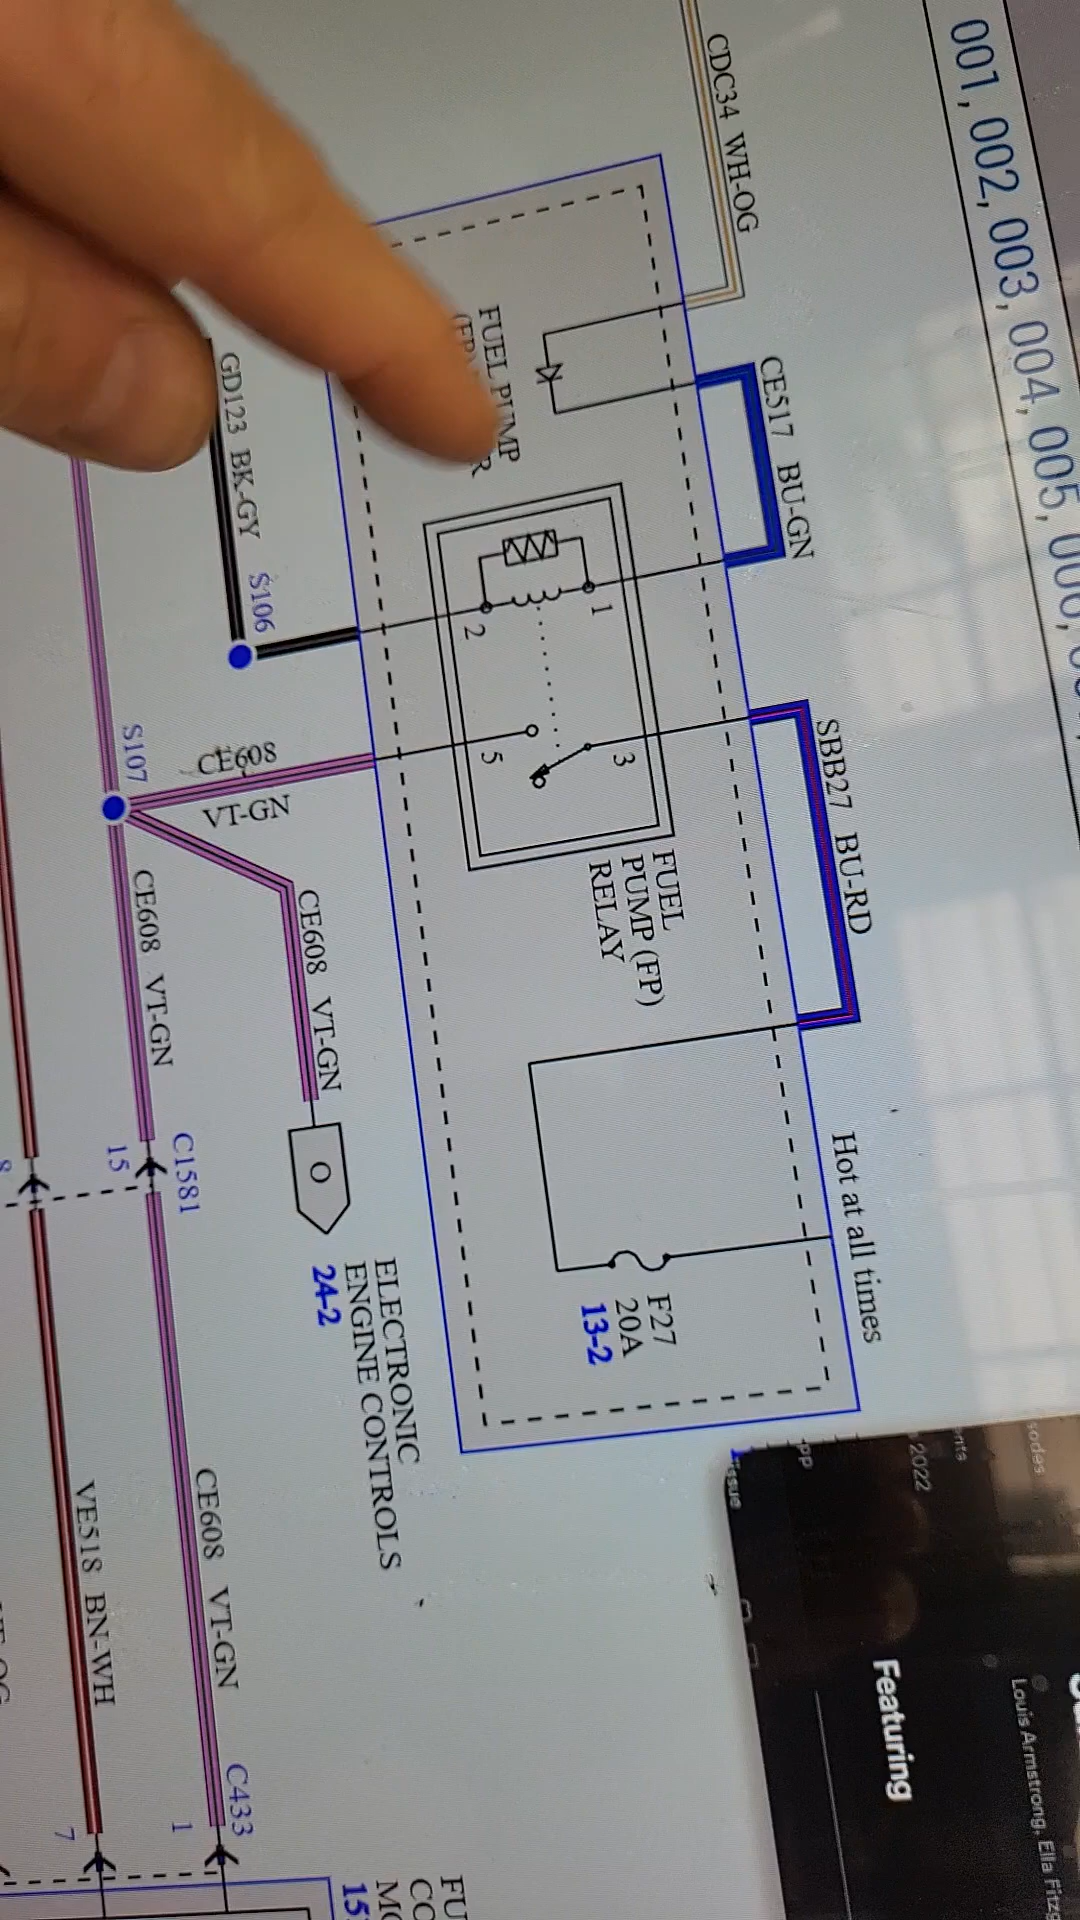 001, 002, 003, 004, 005,
CDC34 WH-OG
CE517 BU-GN
SBB27 BU-RD
Hot at all times
FUEL PUMP
1
2
3
5
FUEL
PUMP (FP)
RELAY
F27
20A
13-2
GD123 BK-GY
S106
S107
CE608
VT-GN
CE608 VT-GN
CE608 VT-GN
O
ELECTRONIC
ENGINE CONTROLS
24-2
C1581
15
8
CE608 VT-GN
VE518 BN-WH
C433
1
7
2022
Featuring
Louis Armstrong, Ella